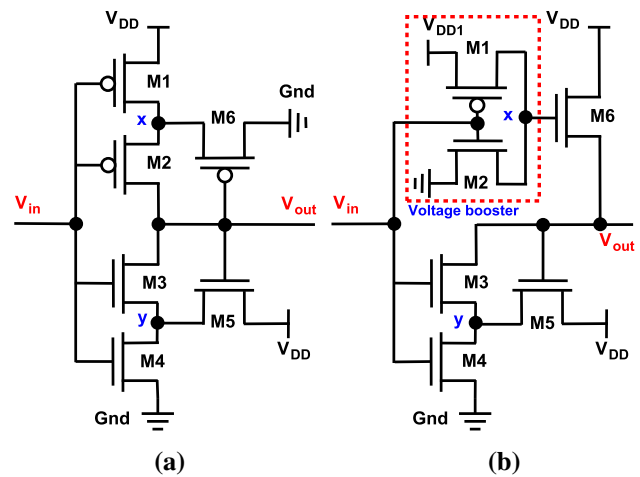 VDD
M1
x
M6
Gnd
M2
Vin
Vout
M3
y
M5
M4
VDD
Gnd
(a)
VDD1
M1
VDD
x
M6
M2
Vin
Voltage booster
Vout
M3
y
M5
M4
VDD
Gnd
(b)